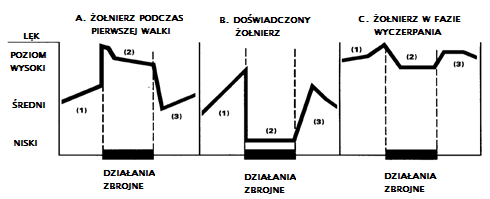 A. ŻOŁNIERZ PODCZAS
PIERWSZEJ WALKI
B. DOŚWIADCZONY
ŻOŁNIERZ
C. ŻOŁNIERZ W FAZIE
WYCZERPANIA
LĘK
POZIOM
WYSOKI
ŚREDNI
NISKI
(1)
(2)
(3)
(1)
(2)
(3)
(1)
(2)
(3)
DZIAŁANIA
ZBROJNE
DZIAŁANIA
ZBROJNE
DZIAŁANIA
ZBROJNE